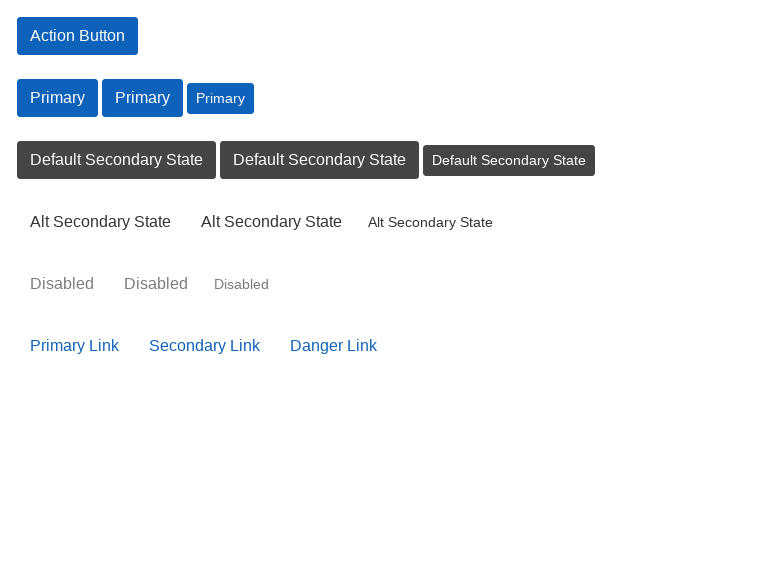 Action Button
Primary Primary Primary
Default Secondary State Default Secondary State Default Secondary State
Alt Secondary State Alt Secondary State Alt Secondary State
Disabled Disabled Disabled
Primary Link Secondary Link Danger Link